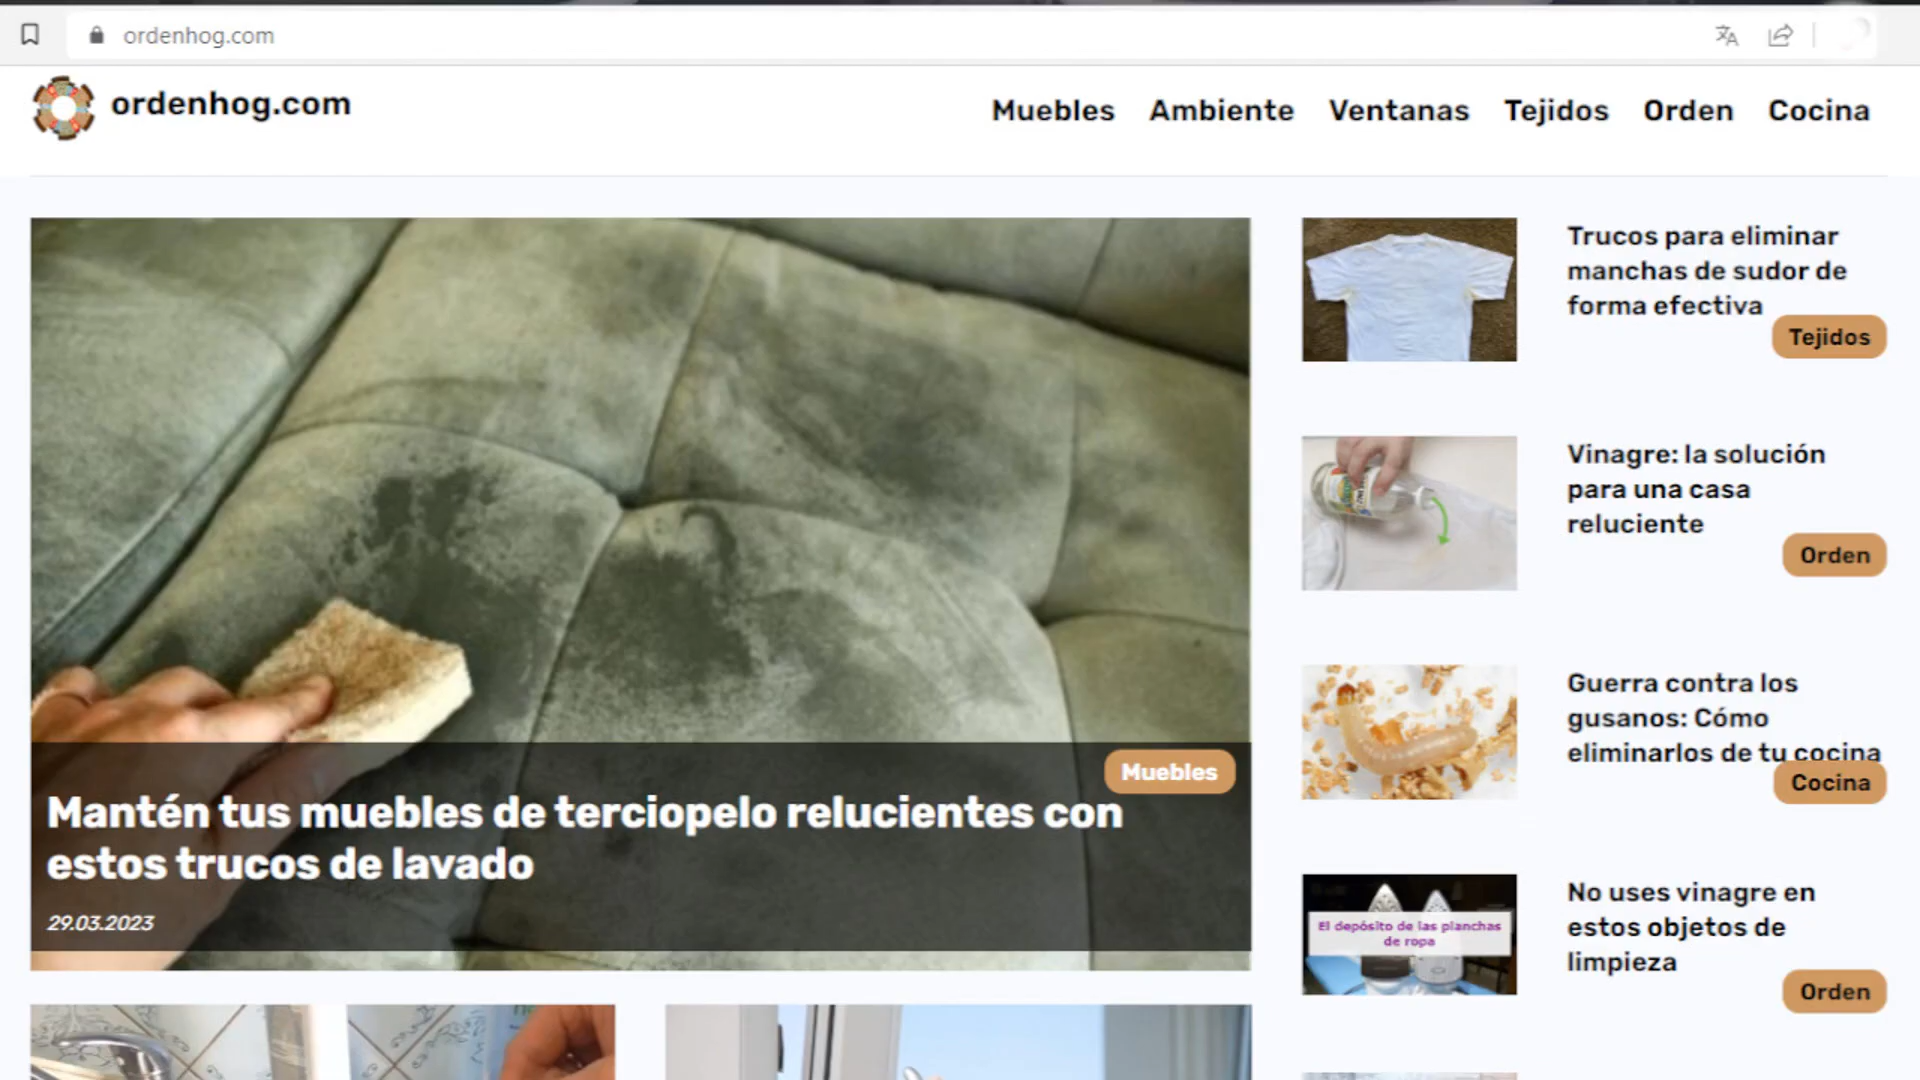 ordenhog.com
ordenhog.com
Muebles Ambiente Ventanas Tejidos Orden Cocina
Muebles
Mantén tus muebles de terciopelo relucientes con
estos trucos de lavado
29.03.2023
Trucos para eliminar
manchas de sudor de
forma efectiva
Tejidos
Vinagre: la solución
para una casa
reluciente
Orden
Guerra contra los
gusanos: Cómo
eliminarlos de tu cocina
Cocina
El depósito de las planchas
de ropa
No uses vinagre en
estos objetos de
limpieza
Orden